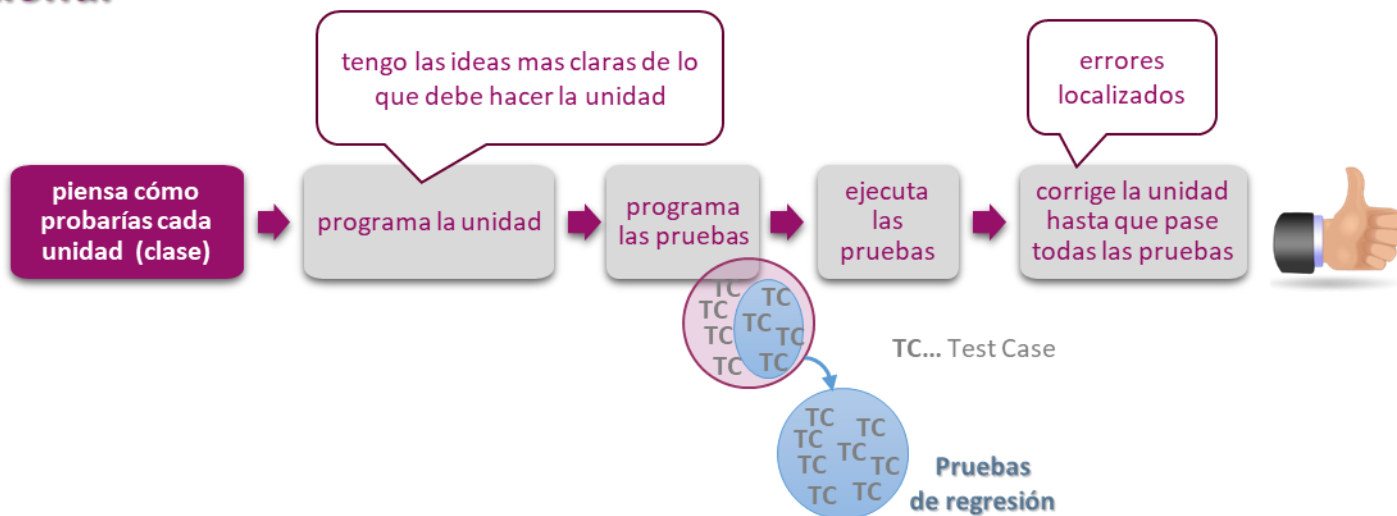 tengo las ideas mas claras de lo
que debe hacer la unidad
errores
localizados
piensa cómo
probarías cada
unidad (clase)
programa la unidad
programa
las pruebas
ejecuta
las
pruebas
corrige la unidad
hasta que pase
todas las pruebas
TC
TC
TC
TC
TC
TC
TC
TC
TC... Test Case
TC
TC
TC
TC
TC
TC
TC
TC
Pruebas
de regresión